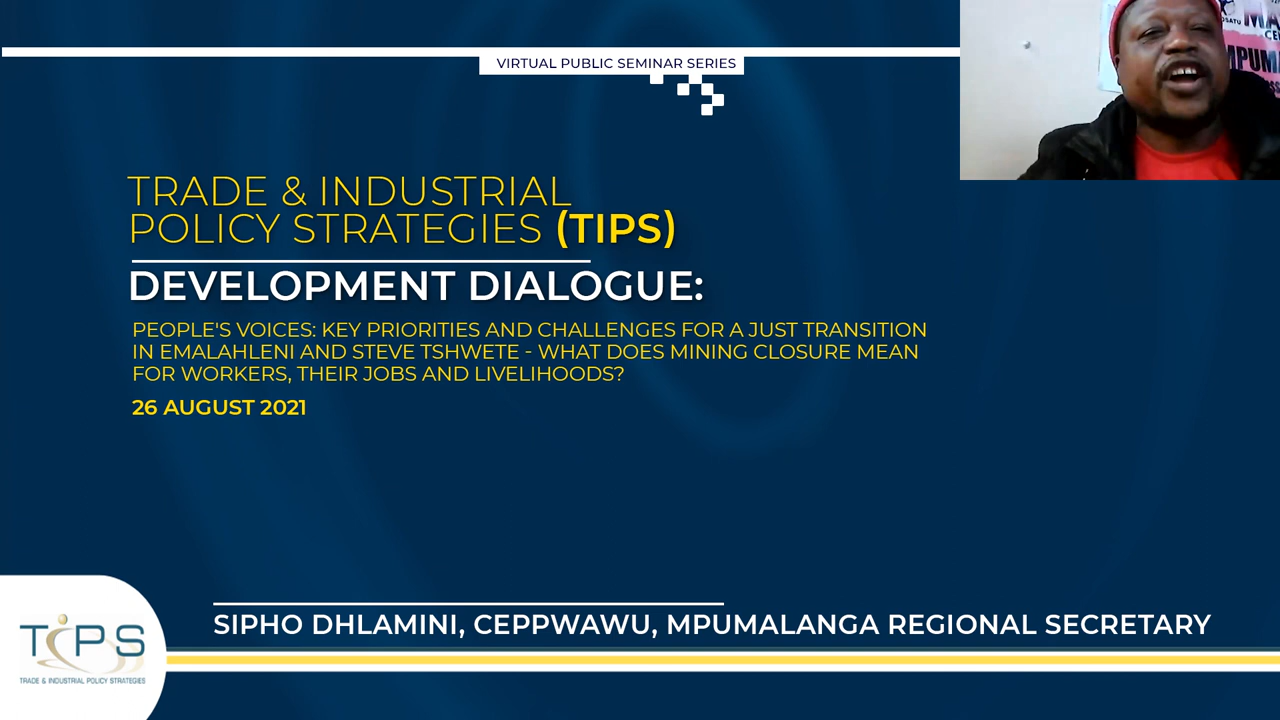 VIRTUAL PUBLIC SEMINAR SERIES
OSATU
TRADE & INDUSTRIAL
POLICY STRATEGIES (TIPS)
DEVELOPMENT DIALOGUE:
PEOPLE'S VOICES: KEY PRIORITIES AND CHALLENGES FOR A JUST TRANSITION
IN EMALAHLENI AND STEVE TSHWETE - WHAT DOES MINING CLOSURE MEAN
FOR WORKERS, THEIR JOBS AND LIVELIHOODS?
26 AUGUST 2021
SIPHO DHLAMINI, CEPPWAWU, MPUMALANGA REGIONAL SECRETARY
TIPS
TRADE & INDUSTRIAL POLICY STRATEGIES